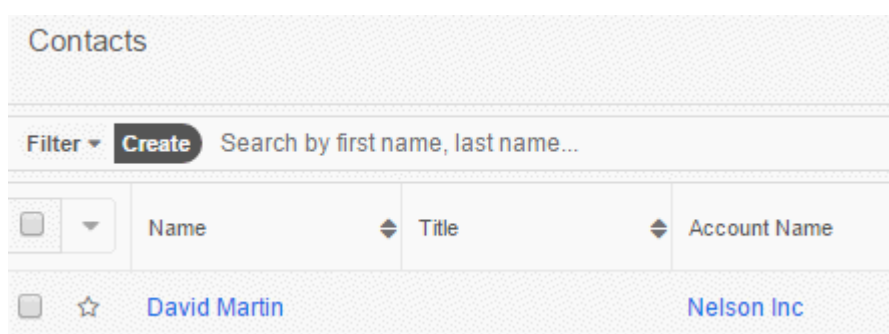 Contacts
Filter Create Search by first name, last name...
Name Title Account Name
David Martin Nelson Inc